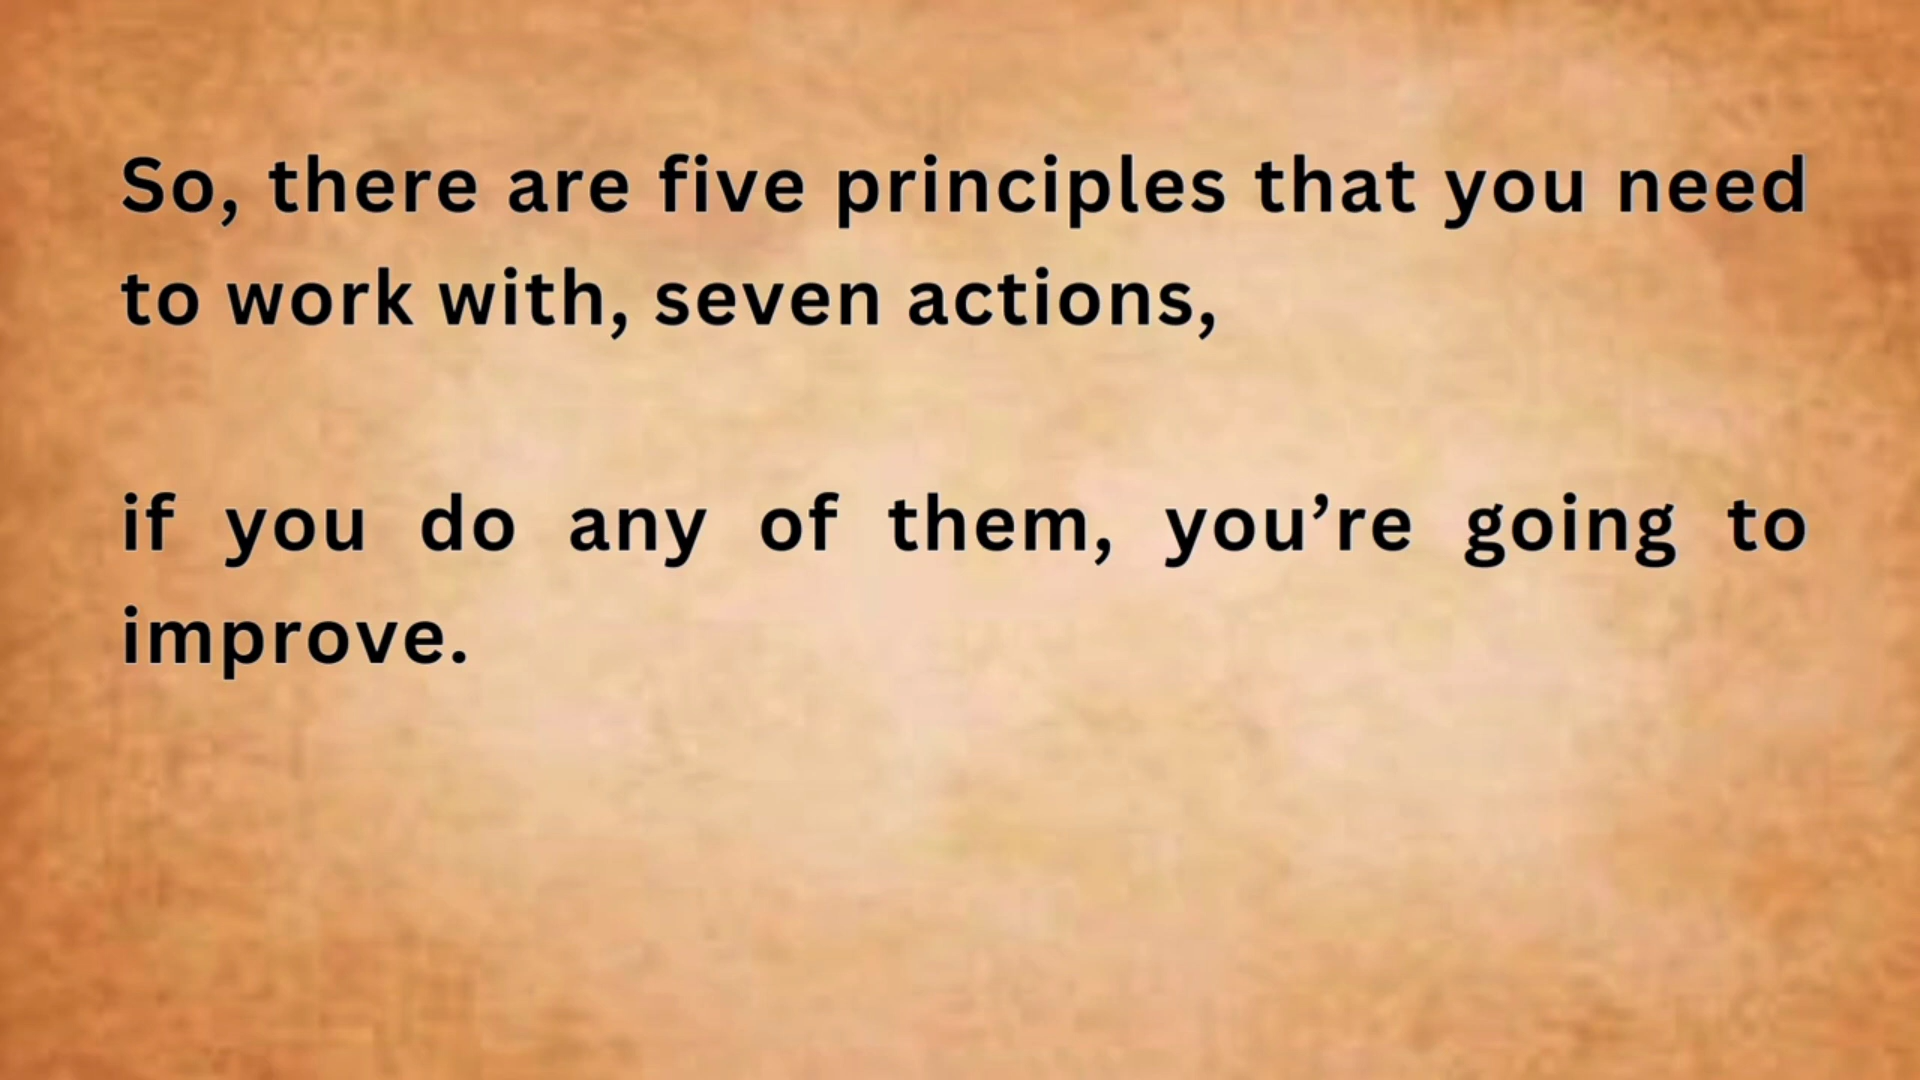 So, there are five principles that you need
to work with, seven actions,
if you do any of them, you’re going to
improve.